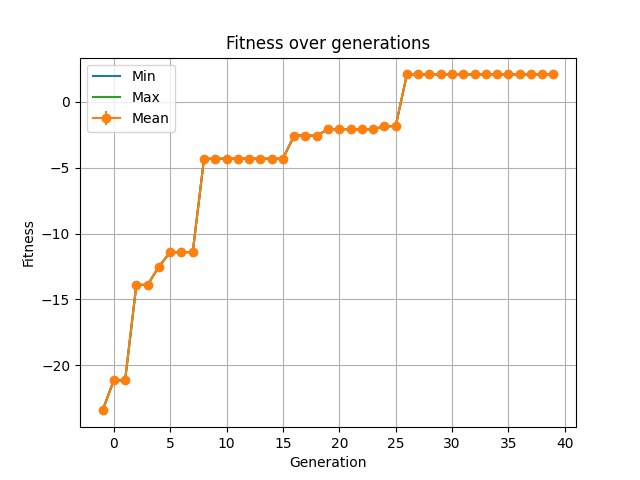 Fitness over generations
Min
Max
Mean
Fitness
0
−5
−10
−15
−20
0 5 10 15 20 25 30 35 40
Generation